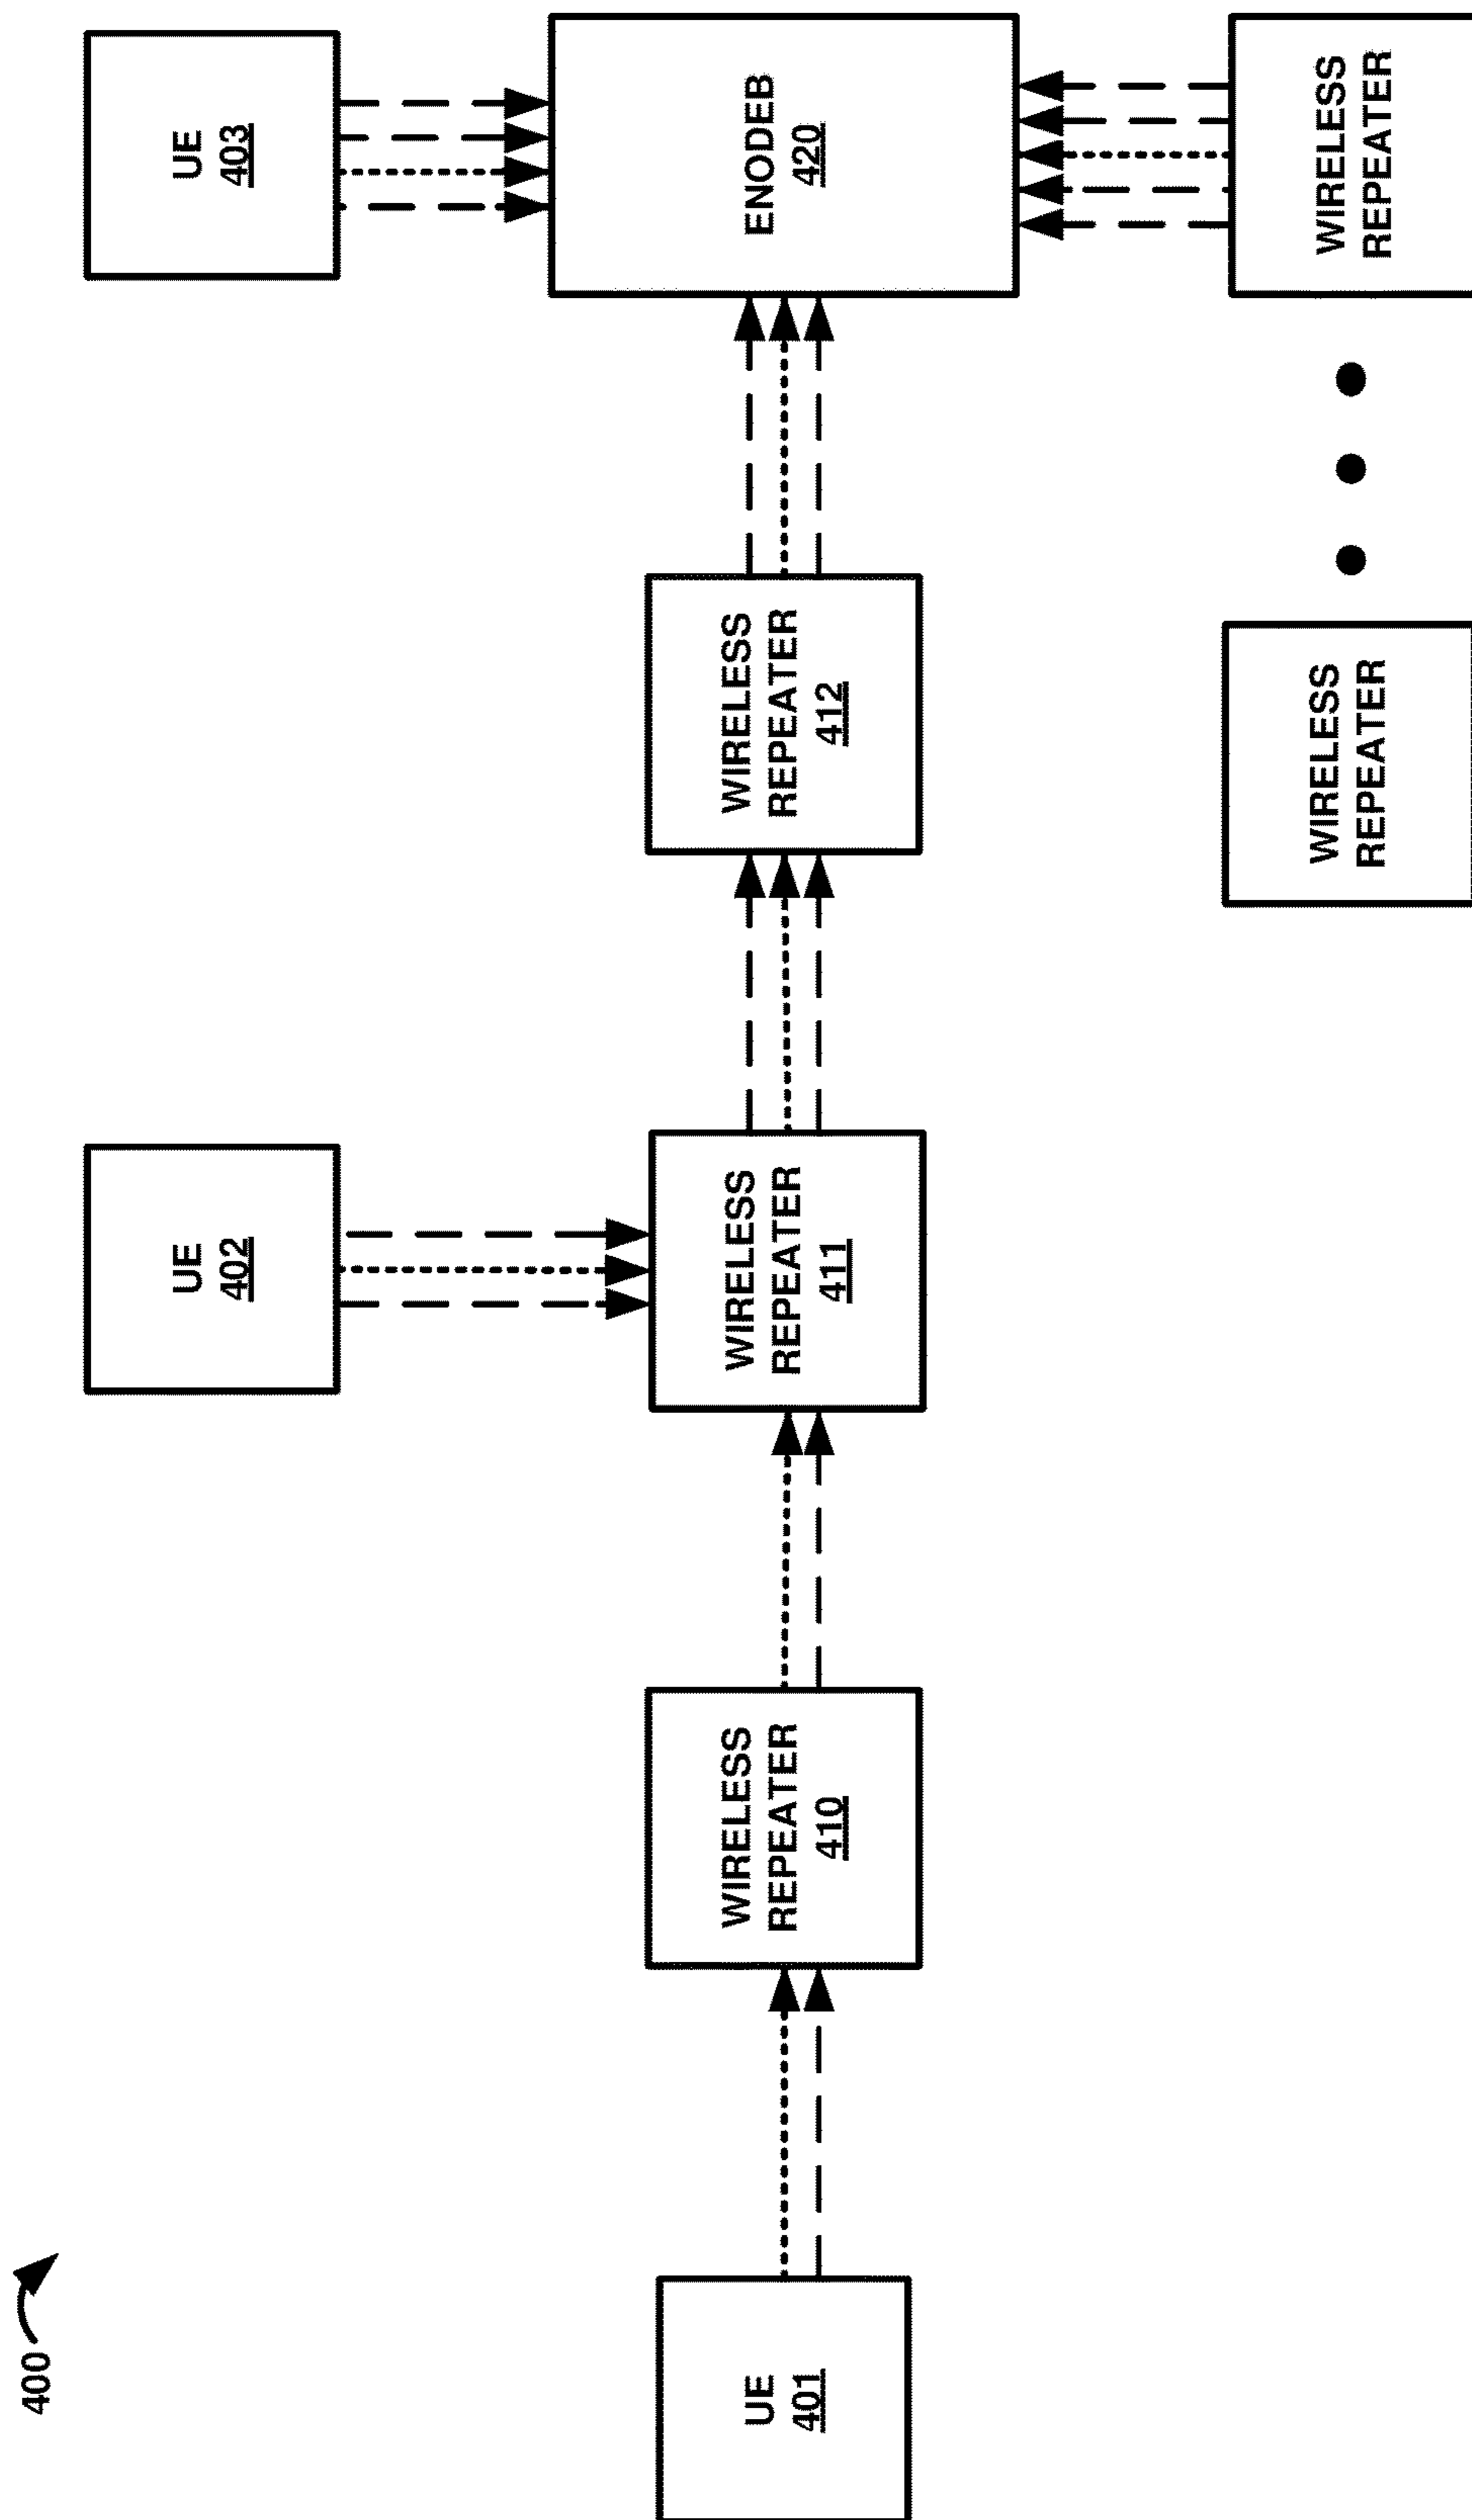 400
UE
401
WIRELESS
REPEATER
410
WIRELESS
REPEATER
411
WIRELESS
REPEATER
412
ENODEB
420
UE
402
UE
403
WIRELESS
REPEATER
WIRELESS
REPEATER